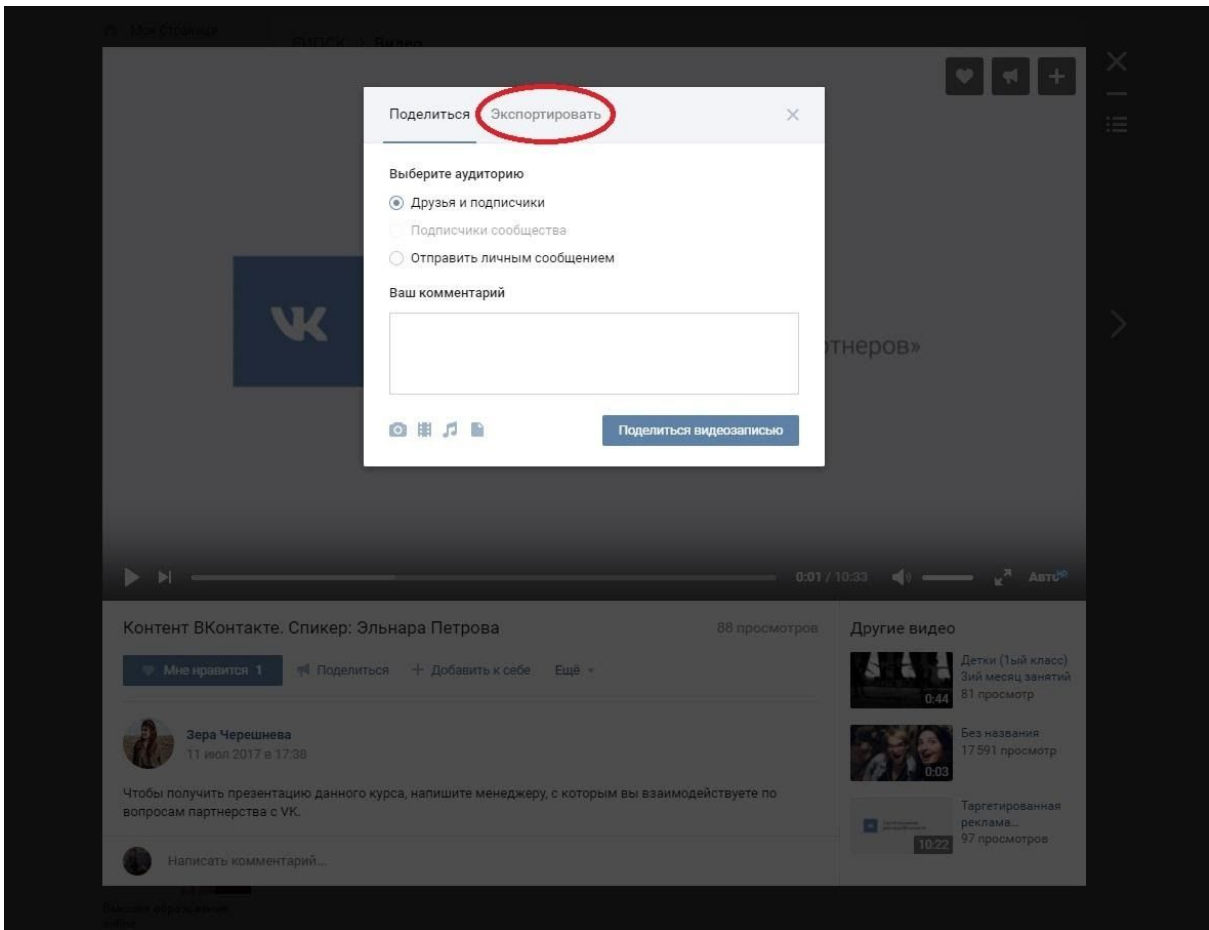 Моя Страница
Видео
Поделиться
Экспортировать
Выберите аудиторию
Друзья и подписчики
Подписчики сообщества
Отправить личным сообщением
Ваш комментарий
тнеров»
Поделиться видеозаписью
0:01 / 10:33
Авто HD
Контент ВКонтакте. Спикер: Эльнара Петрова
88 просмотров
Мне нравится 1
Поделиться
Добавить к себе
Ещё
Зера Черешнева
11 июл 2017 в 17:38
Чтобы получить презентацию данного курса, напишите менеджеру, с которым вы взаимодействуете по
вопросам партнерства с VK.
Написать комментарий...
Другие видео
0:44
Детки (1ый класс)
3ий месяц занятий
81 просмотр
0:03
Без названия
17 591 просмотр
10:22
Таргетированная
реклама...
97 просмотров